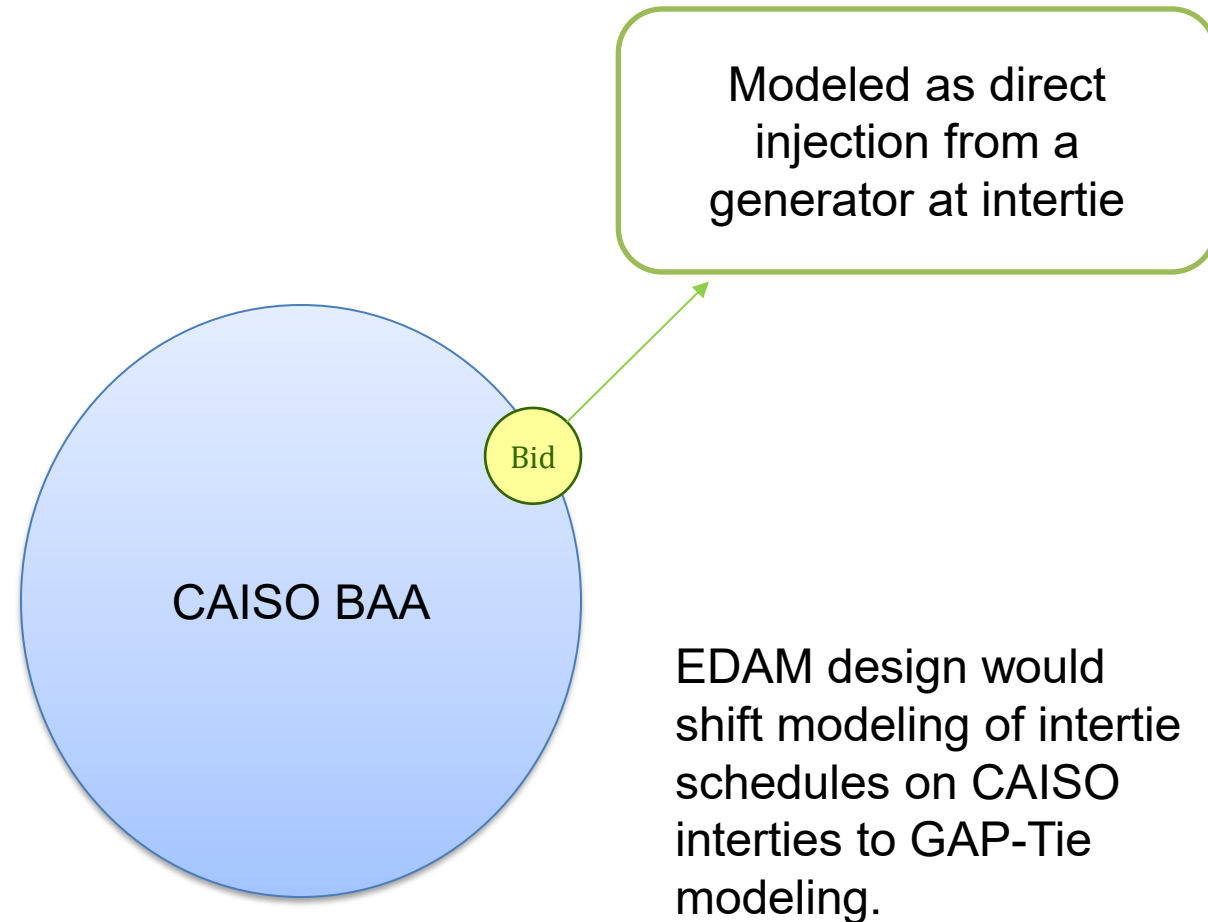 Modeled as direct
injection from a
generator at intertie
Bid
CAISO BAA
EDAM design would
shift modeling of intertie
schedules on CAISO
interties to GAP-Tie
modeling.